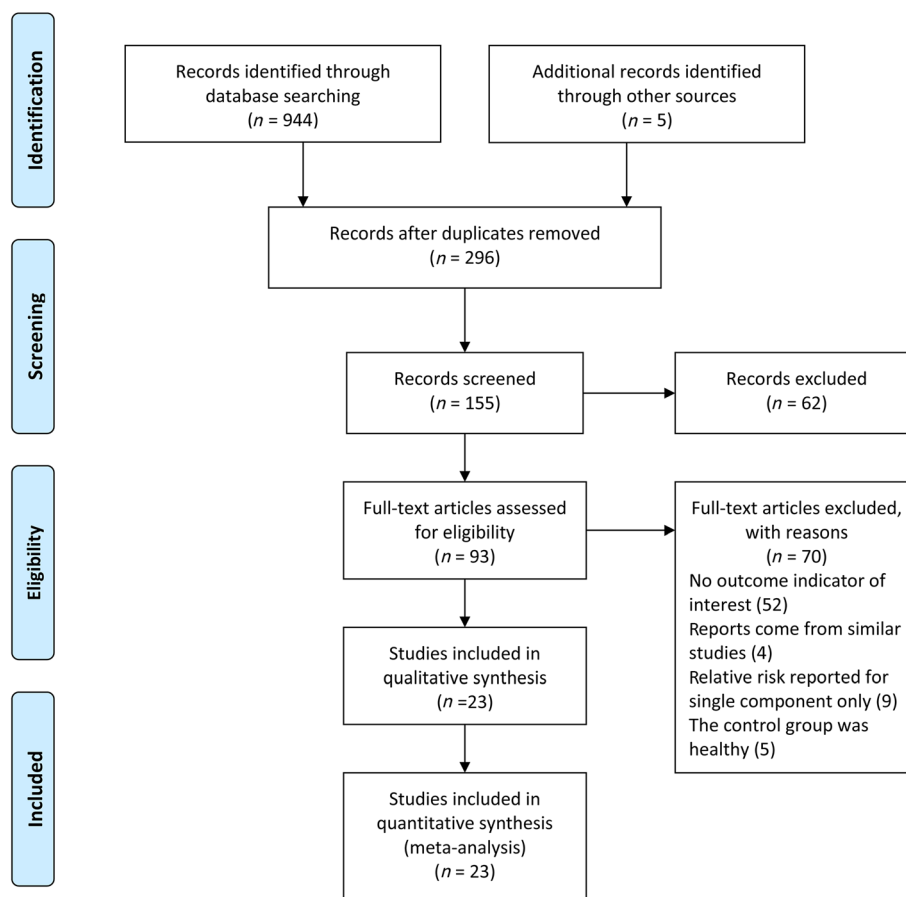 Identification
Records identified through
database searching
(n = 944)
Additional records identified
through other sources
(n = 5)
Records after duplicates removed
(n = 296)
Screening
Records screened
(n = 155)
Records excluded
(n = 62)
Eligibility
Full-text articles assessed
for eligibility
(n = 93)
Full-text articles excluded,
with reasons
(n = 70)
No outcome indicator of
interest (52)
Reports come from similar
studies (4)
Relative risk reported for
single component only (9)
The control group was
healthy (5)
Studies included in
qualitative synthesis
(n =23)
Included
Studies included in
quantitative synthesis
(meta-analysis)
(n = 23)